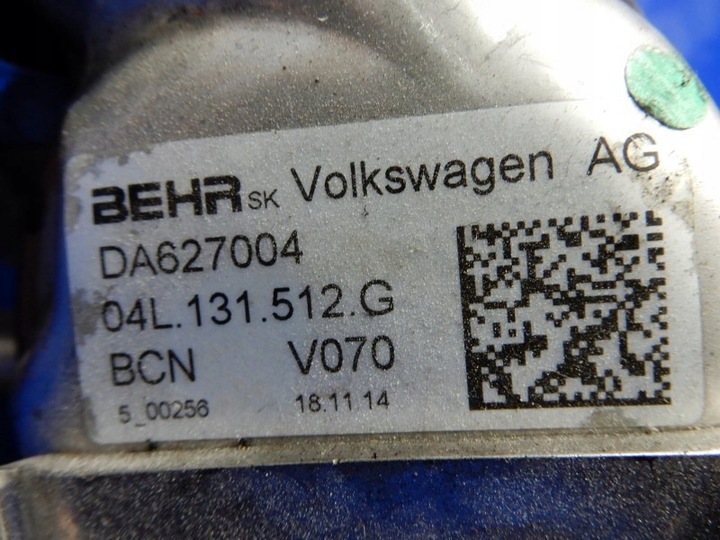 BEHR SK Volkswagen AG
DA627004
04L.131.512.G
BCN V070
5_00256 18.11.14